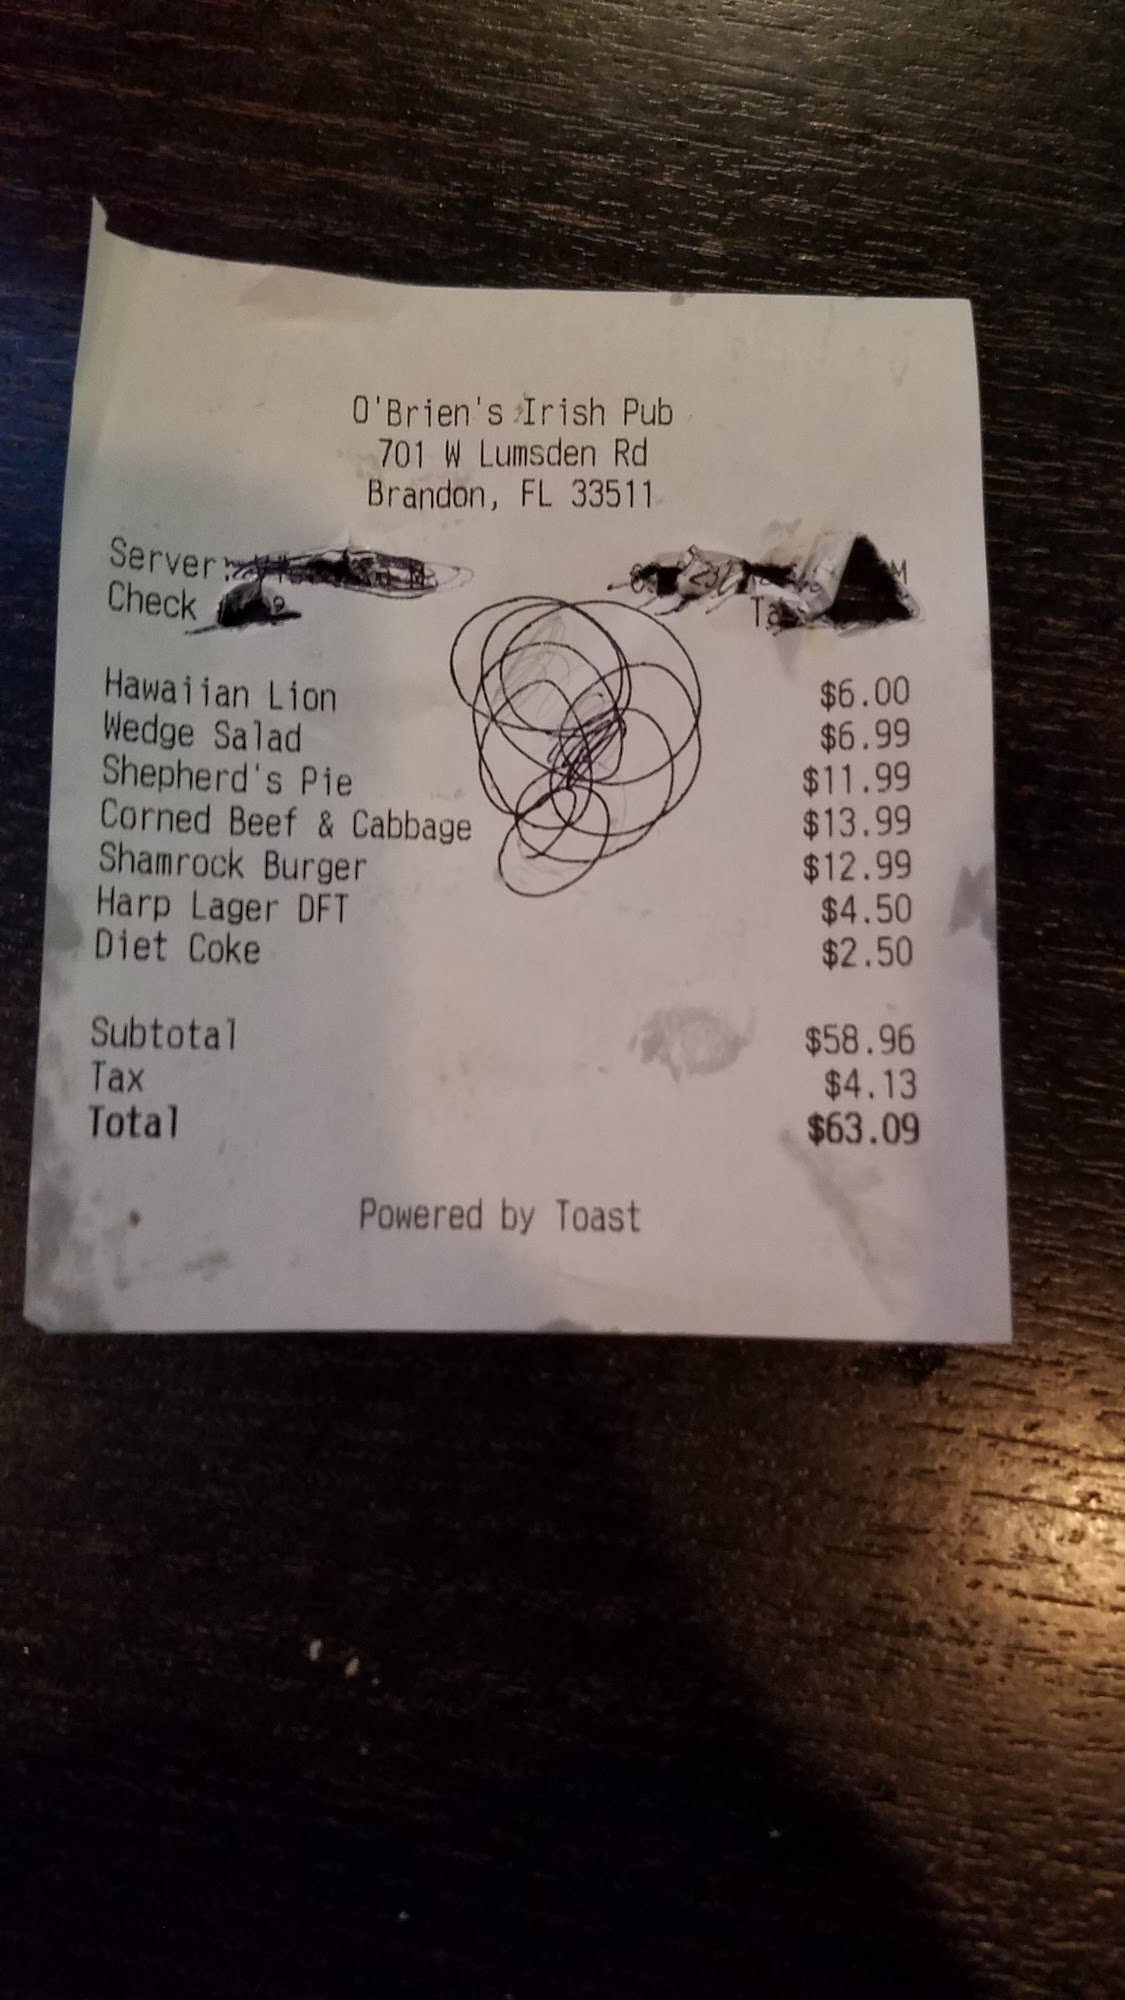 O'Brien's Irish Pub
701 W Lumsden Rd
Brandon, FL 33511
Server:
Check
Hawaiian Lion $6.00
Wedge Salad $6.99
Shepherd's Pie $11.99
Corned Beef & Cabbage $13.99
Shamrock Burger $12.99
Harp Lager DFT $4.50
Diet Coke $2.50
Subtotal $58.96
Tax $4.13
Total $63.09
Powered by Toast